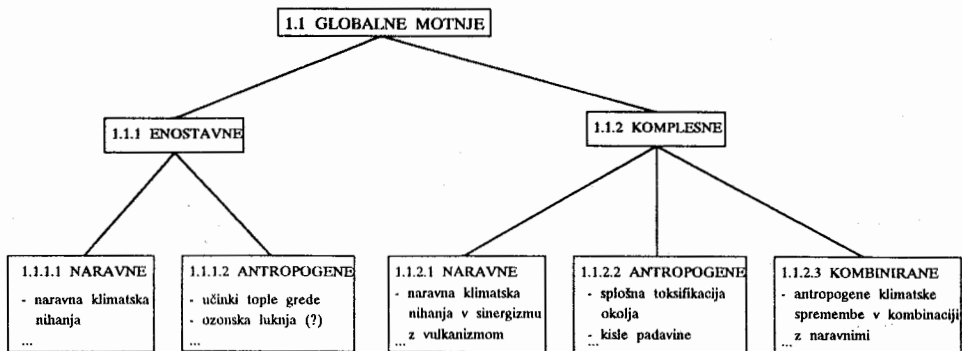 1.1 GLOBALNE MOTNJE
1.1.1 ENOSTAVNE
1.1.2 KOMPLESNE
1.1.1.1 NARAVNE
- naravna klimatska
nihanja
...
1.1.1.2 ANTROPOGENE
- učinki tople grede
- ozonska luknja (?)
...
1.1.2.1 NARAVNE
- naravna klimatska
nihanja v sinergizmu
z vulkanizmom
...
1.1.2.2 ANTROPOGENE
- splošna toksifikacija
okolja
- kisle padavine
...
1.1.2.3 KOMBINIRANE
- antropogene klimatske
spremembe v kombinaciji
z naravnimi
...